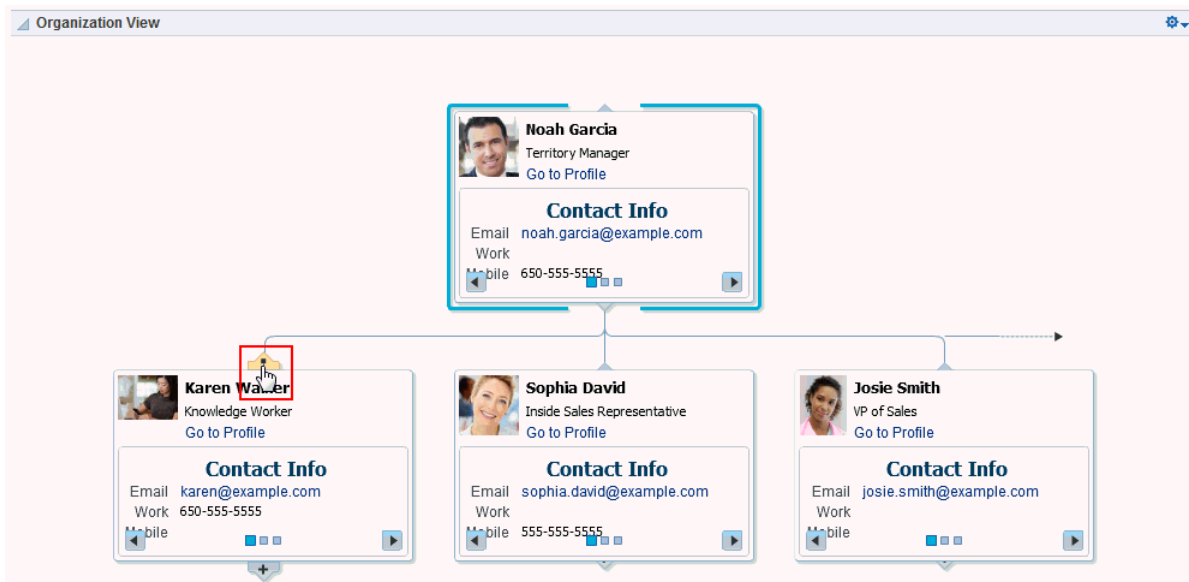 Organization View
Noah Garcia
Territory Manager
Go to Profile
Contact Info
Email noah.garcia@example.com
Work
Mobile 650-555-5555
Karen
Knowledge Worker
Go to Profile
Contact Info
Email karen@example.com
Work 650-555-5555
Mobile
Sophia David
Inside Sales Representative
Go to Profile
Contact Info
Email sophia.david@example.com
Work
Mobile 555-555-5555
Josie Smith
VP of Sales
Go to Profile
Contact Info
Email josie.smith@example.com
Work
Mobile